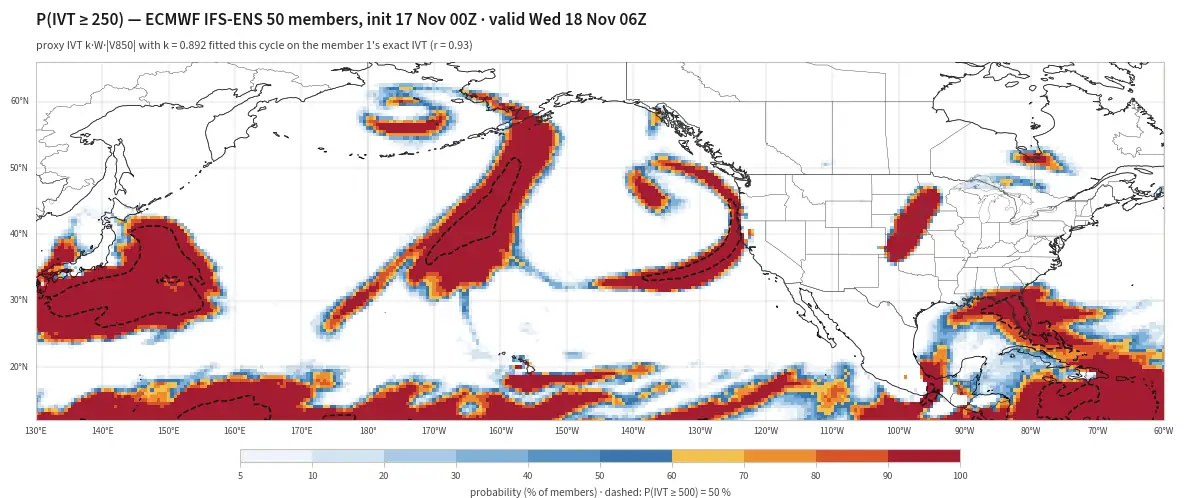 P(IVT ≥ 250) — ECMWF IFS-ENS 50 members, init 17 Nov 00Z · valid Wed 18 Nov 06Z
proxy IVT k·W·|V850| with k = 0.892 fitted this cycle on the member 1's exact IVT (r = 0.93)
60°N
50°N
40°N
30°N
20°N
130°E 140°E 150°E 160°E 170°E 180° 170°W 160°W 150°W 140°W 130°W 120°W 110°W 100°W 90°W 80°W 70°W 60°W
5 10 20 30 40 50 60 70 80 90 100
probability (% of members) · dashed: P(IVT ≥ 500) = 50 %